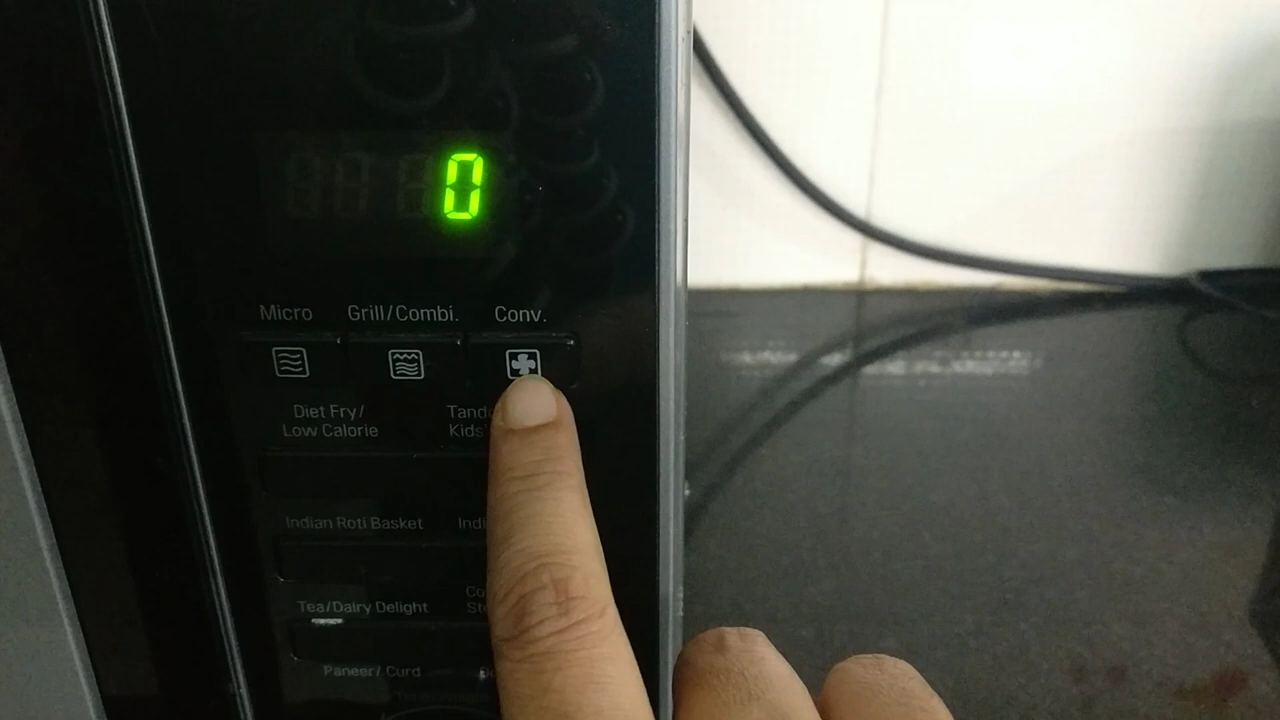 0
Micro Grill/Combi. Conv.
Diet Fry/
Low Calorie
Indian Roti Basket
Tea/Dairy Delight
Paneer/Curd